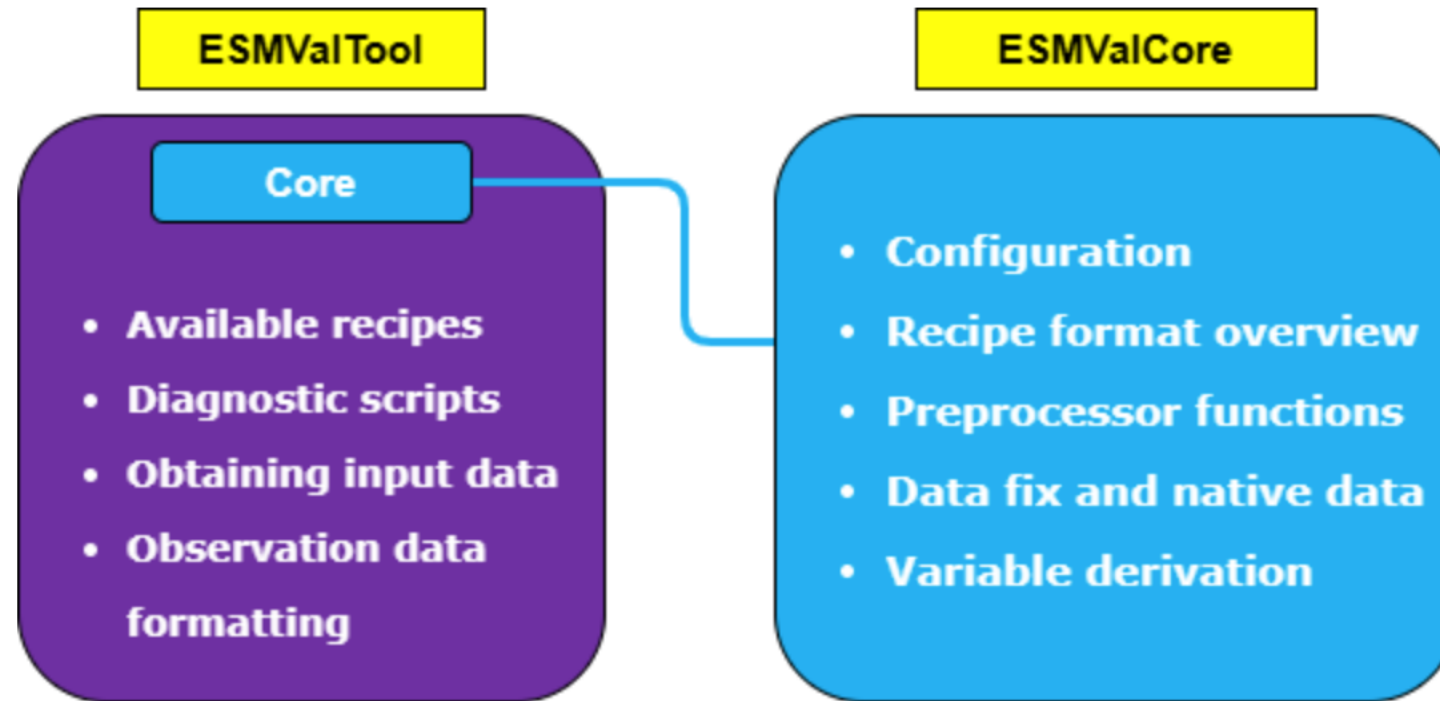 ESMValTool
Core
• Available recipes
• Diagnostic scripts
• Obtaining input data
• Observation data
formatting
ESMValCore
• Configuration
• Recipe format overview
• Preprocessor functions
• Data fix and native data
• Variable derivation